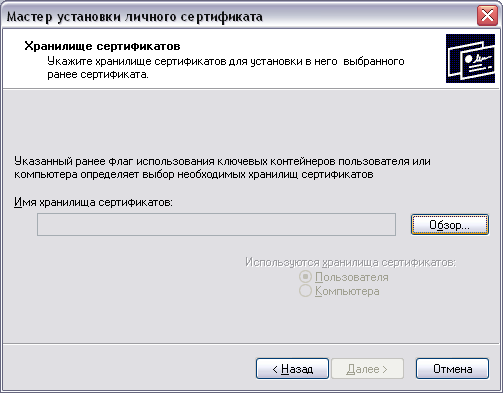 Мастер установки личного сертификата
Хранилище сертификатов
Укажите хранилище сертификатов для установки в него выбранного
ранее сертификата.
Указанный ранее флаг использования ключевых контейнеров пользователя или
компьютера определяет выбор необходимых хранилищ сертификатов
Имя хранилища сертификатов:
Обзор...
Используются хранилища сертификатов:
Пользователя
Компьютера
< Назад
Далее >
Отмена